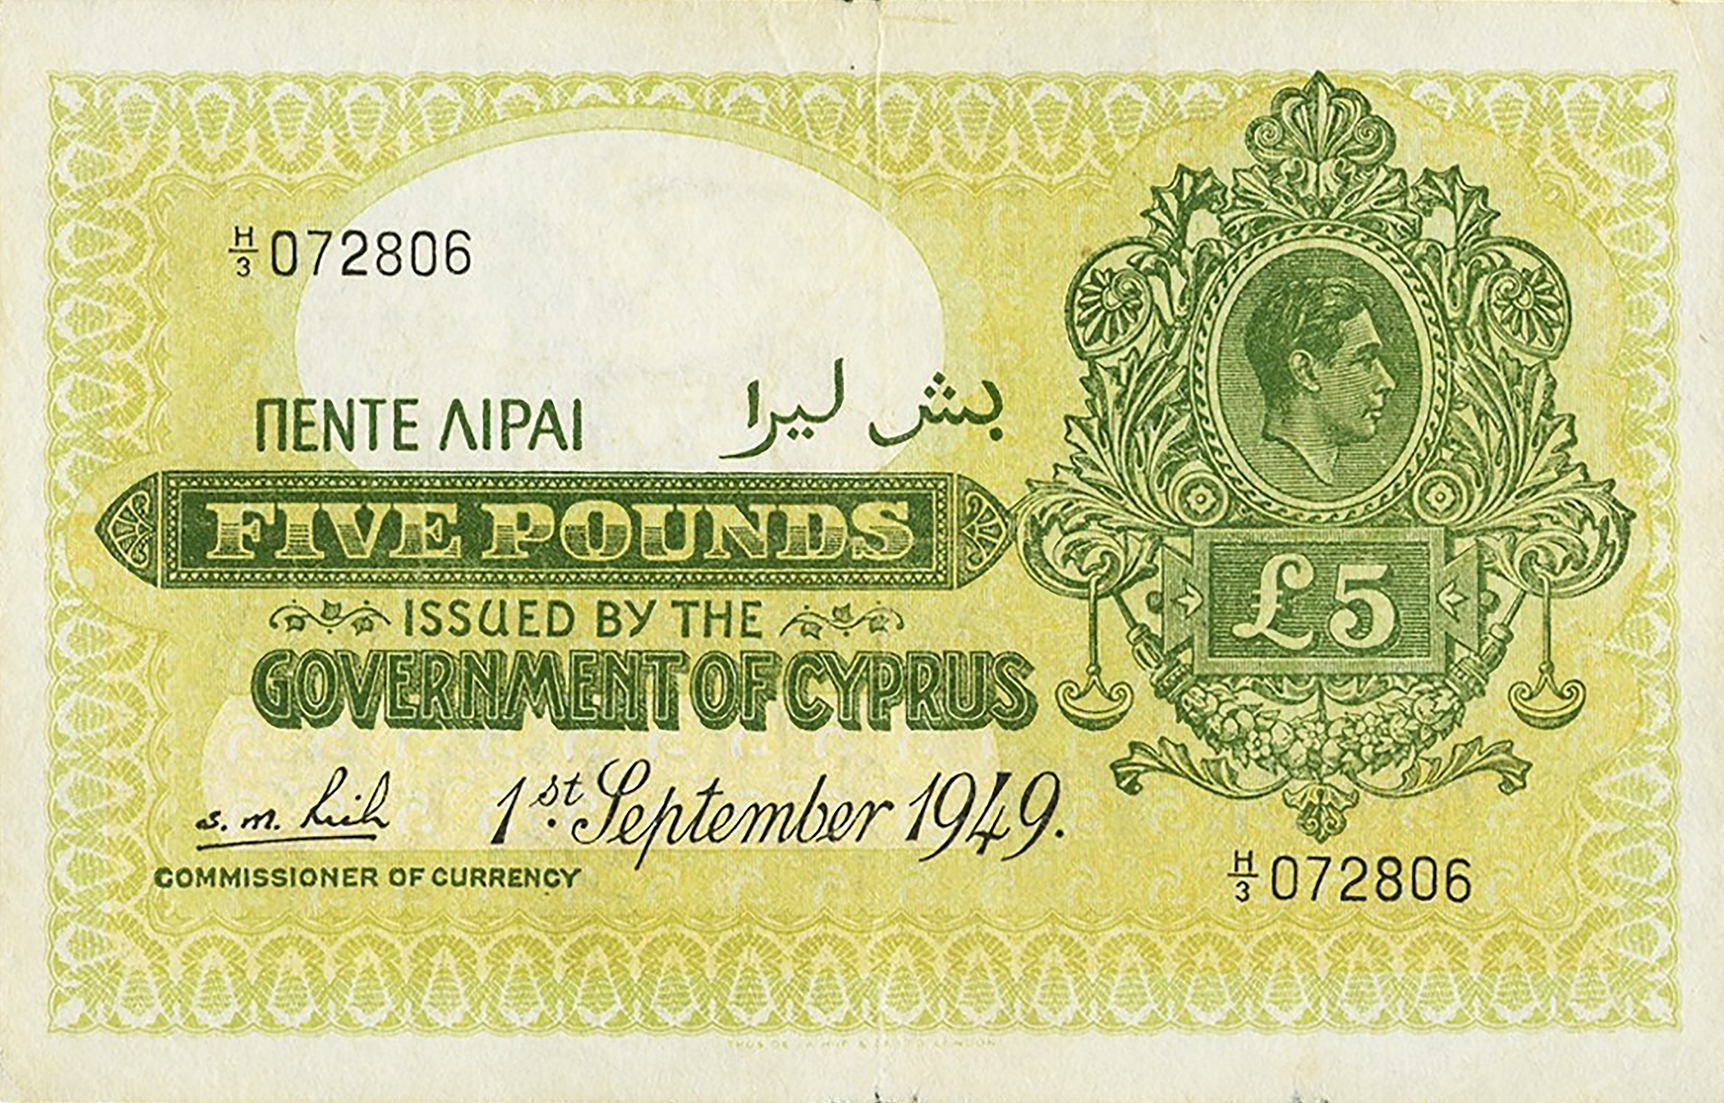 H/3 072806
ΠΕΝΤΕ ΛΙΡΑΙ
بش ليرا
FIVE POUNDS
£5
ISSUED BY THE
GOVERNMENT OF CYPRUS
1st September 1949.
COMMISSIONER OF CURRENCY
H/3 072806